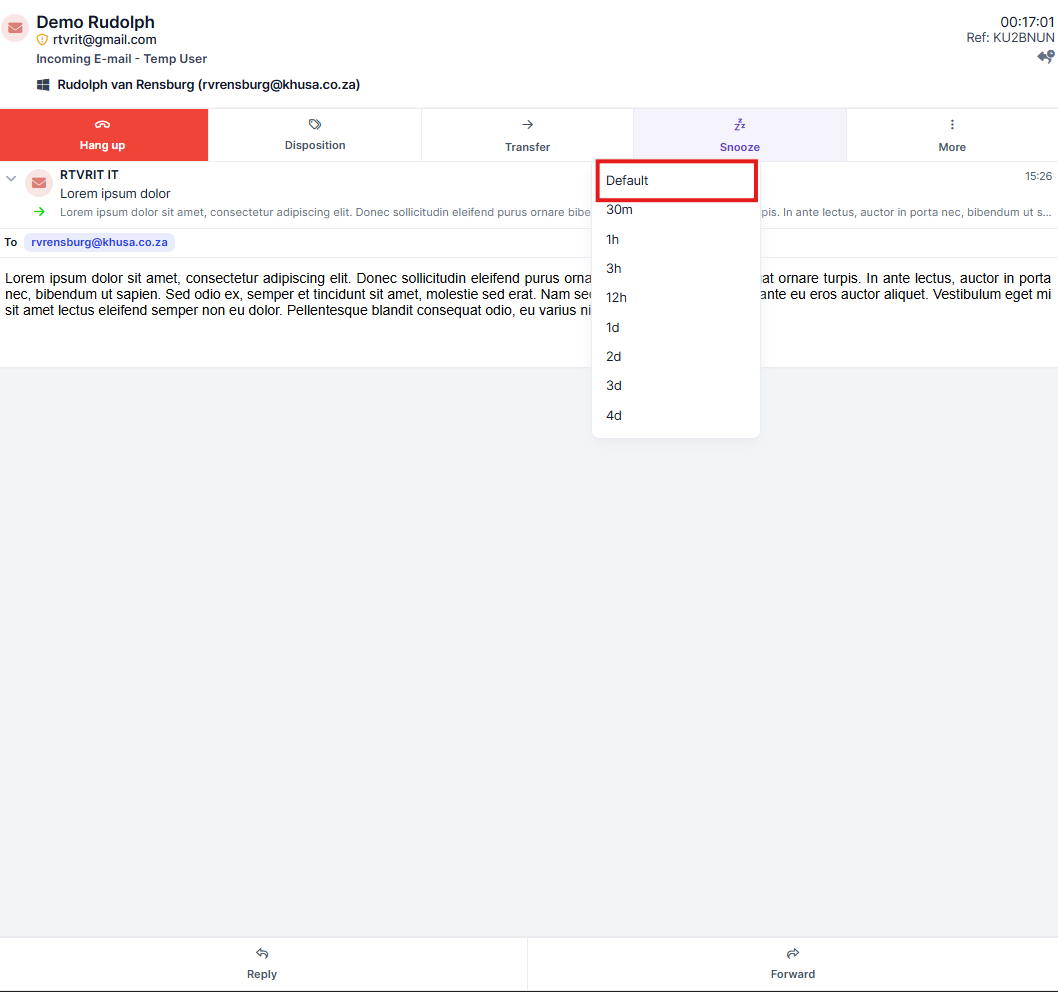 Demo Rudolph
00:17:01
rtvrit@gmail.com
Ref: KU2BNUN
Incoming E-mail - Temp User
Rudolph van Rensburg (rvrensburg@khusa.co.za)
Hang up
Disposition
Transfer
Snooze
More
RTVRIT IT
15:26
Lorem ipsum dolor
Lorem ipsum dolor sit amet, consectetur adipiscing elit. Donec sollicitudin eleifend purus ornare bibe
pis. In ante lectus, auctor in porta nec, bibendum ut s...
To rvrensburg@khusa.co.za
Lorem ipsum dolor sit amet, consectetur adipiscing elit. Donec sollicitudin eleifend purus orna at ornare turpis. In ante lectus, auctor in porta
nec, bibendum ut sapien. Sed odio ex, semper et tincidunt sit amet, molestie sed erat. Nam sec ante eu eros auctor aliquet. Vestibulum eget mi
sit amet lectus eleifend semper non eu dolor. Pellentesque blandit consequat odio, eu varius ni
Default
30m
1h
3h
12h
1d
2d
3d
4d
Reply
Forward